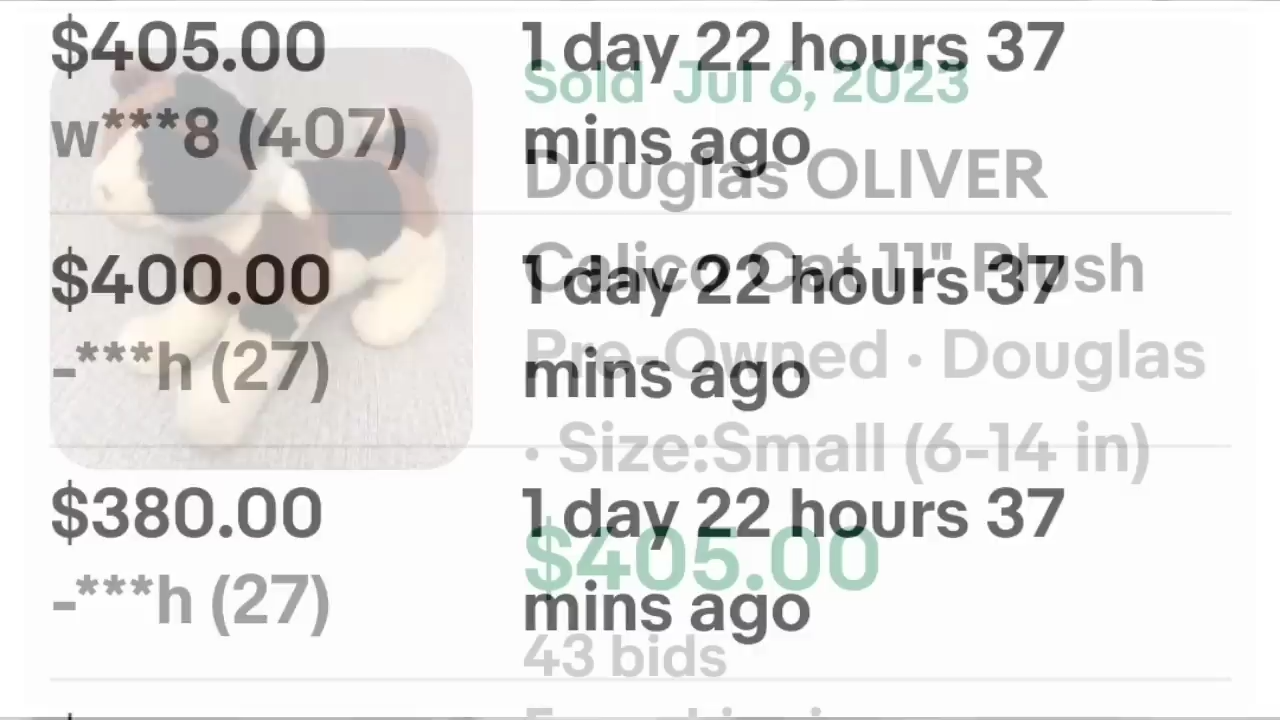 $405.00
w***8 (407)
1 day 22 hours 37
mins ago
$400.00
-***h (27)
1 day 22 hours 37
mins ago
$380.00
-***h (27)
1 day 22 hours 37
mins ago
Sold Jul 6, 2023
Douglas OLIVER
Calico Cat 11" Plush
Pre-Owned · Douglas
· Size:Small (6-14 in)
$405.00
43 bids